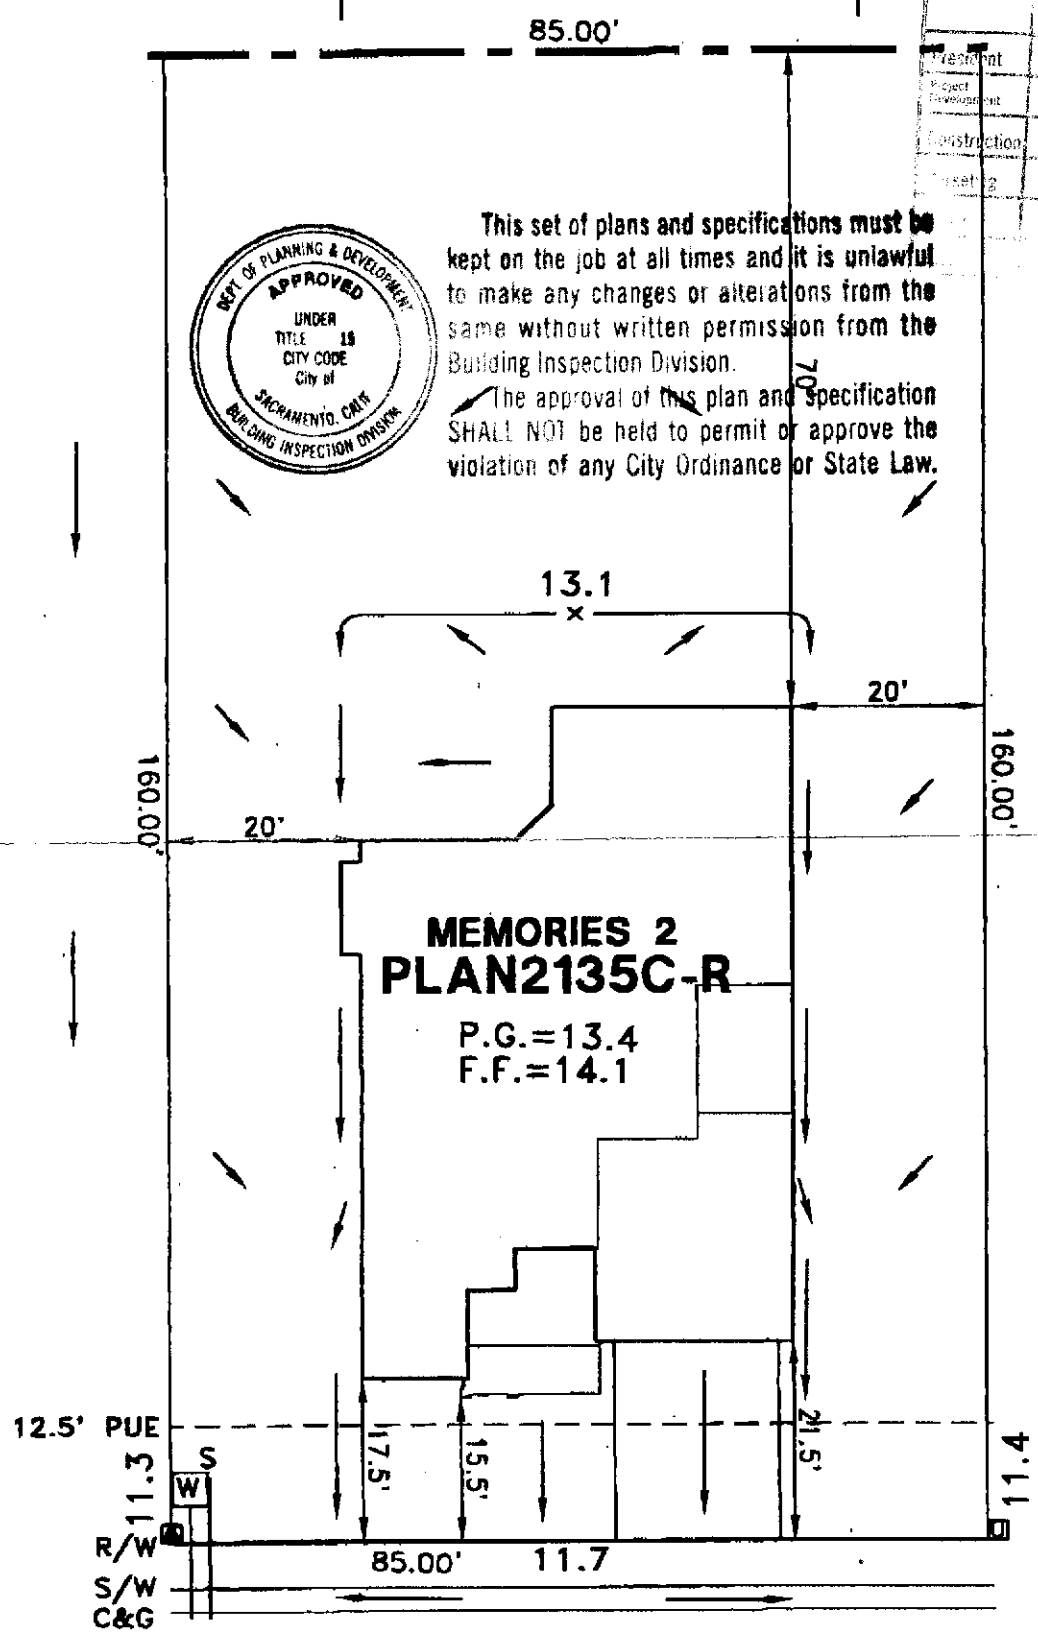 85.00'
President
Project
Development
Construction
This set of plans and specifications must be
kept on the job at all times and it is unlawful
to make any changes or alterations from the
same without written permission from the
Building Inspection Division.
The approval of this plan and specification
SHALL NOT be held to permit or approve the
violation of any City Ordinance or State Law.
DEPT OF PLANNING & DEVELOPMENT
APPROVED
UNDER
TITLE 15
CITY CODE
City of
SACRAMENTO, CALIF
BUILDING INSPECTION DIVISION
70'
13.1
x
20'
160.00'
160.00'
20'
MEMORIES 2
PLAN2135C-R
P.G.=13.4
F.F.=14.1
12.5' PUE
17.5'
15.5'
21.5'
11.3
S
W
11.4
R/W
85.00'
11.7
S/W
C&G